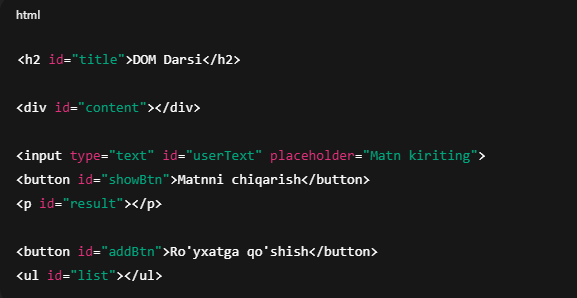 html
<h2 id="title">DOM Darsi</h2>
<div id="content"></div>
<input type="text" id="userText" placeholder="Matn kiriting">
<button id="showBtn">Matnni chiqarish</button>
<p id="result"></p>
<button id="addBtn">Ro'yxatga qo'shish</button>
<ul id="list"></ul>